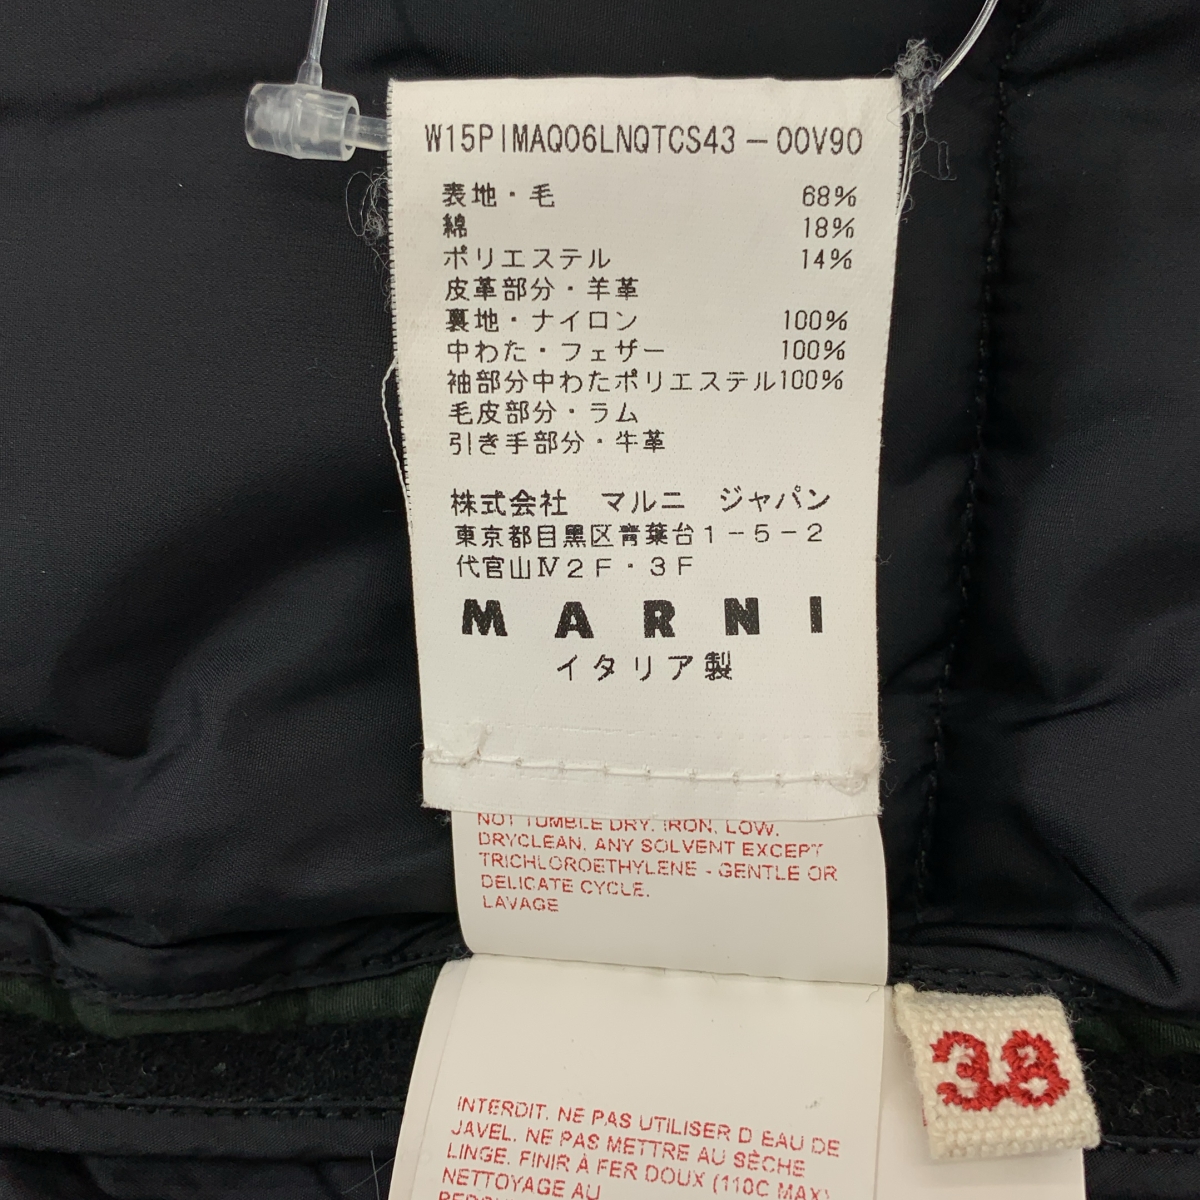 W15PIMAQ06LNQTCS43-00V90
表地・毛 68%
綿 18%
ポリエステル 14%
皮革部分・羊革
裏地・ナイロン 100%
中わた・フェザー 100%
袖部分中わたポリエステル100%
毛皮部分・ラム
引き手部分・牛革
株式会社 マルニ ジャパン
東京都目黒区青葉台1-5-2
代官山Ⅳ2F・3F
MARNI
イタリア製
NOT TUMBLE DRY. IRON, LOW.
DRYCLEAN, ANY SOLVENT EXCEPT
TRICHLOROETHYLENE - GENTLE OR
DELICATE CYCLE.
LAVAGE
38
INTERDIT. NE PAS UTILISER D EAU DE
JAVEL. NE PAS METTRE AU SÈCHE
LINGE. FINIR À FER DOUX (110C MAX)
NETTOYAGE AU